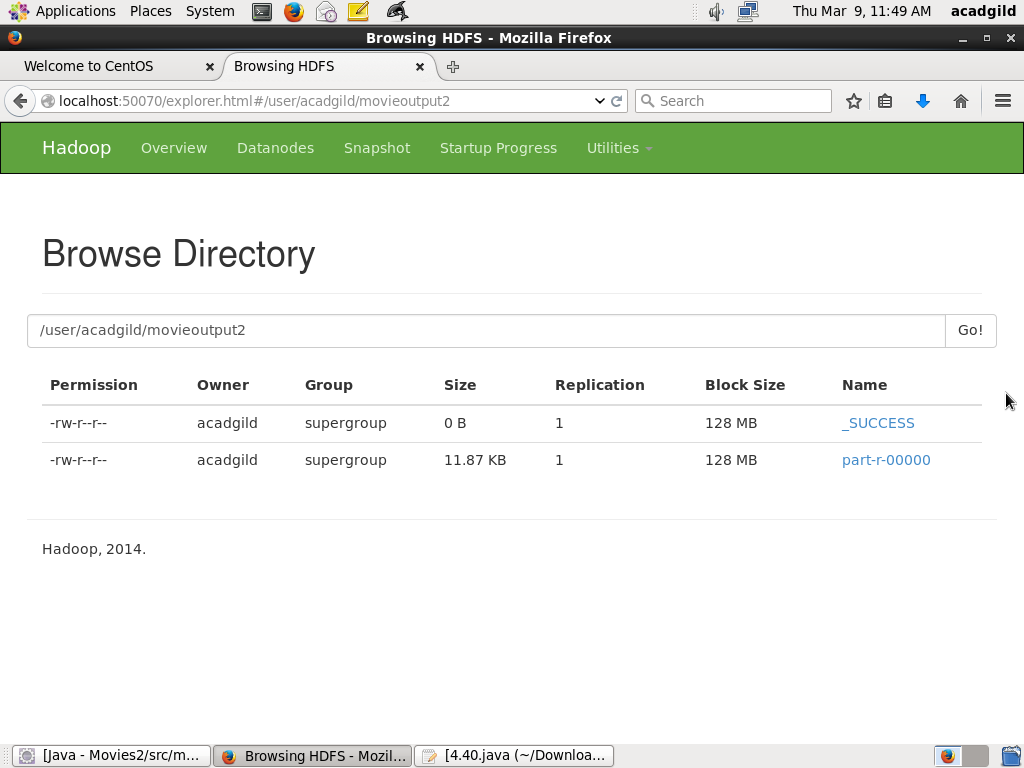 Applications Places System Thu Mar 9, 11:49 AM acadgild
Browsing HDFS - Mozilla Firefox
Welcome to CentOS Browsing HDFS
localhost:50070/explorer.html#/user/acadgild/movieoutput2 Search
Hadoop Overview Datanodes Snapshot Startup Progress Utilities
Browse Directory
/user/acadgild/movieoutput2 Go!
Permission Owner Group Size Replication Block Size Name
-rw-r--r-- acadgild supergroup 0 B 1 128 MB _SUCCESS
-rw-r--r-- acadgild supergroup 11.87 KB 1 128 MB part-r-00000
Hadoop, 2014.
[Java - Movies2/src/m... Browsing HDFS - Mozil... [4.40.java (~/Downloa...